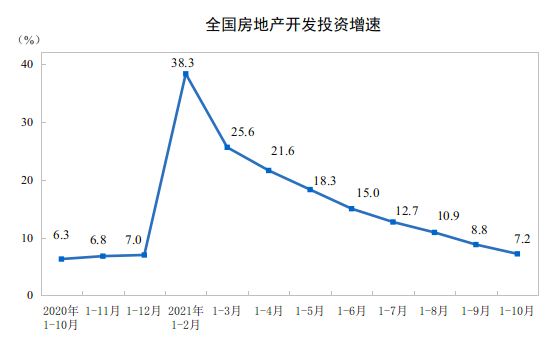 全国房地产开发投资增速
(%)
40
30
20
10
0
6.3
6.8
7.0
38.3
25.6
21.6
18.3
15.0
12.7
10.9
8.8
7.2
2020年
1-10月
1-11月
1-12月
2021年
1-2月
1-3月
1-4月
1-5月
1-6月
1-7月
1-8月
1-9月
1-10月